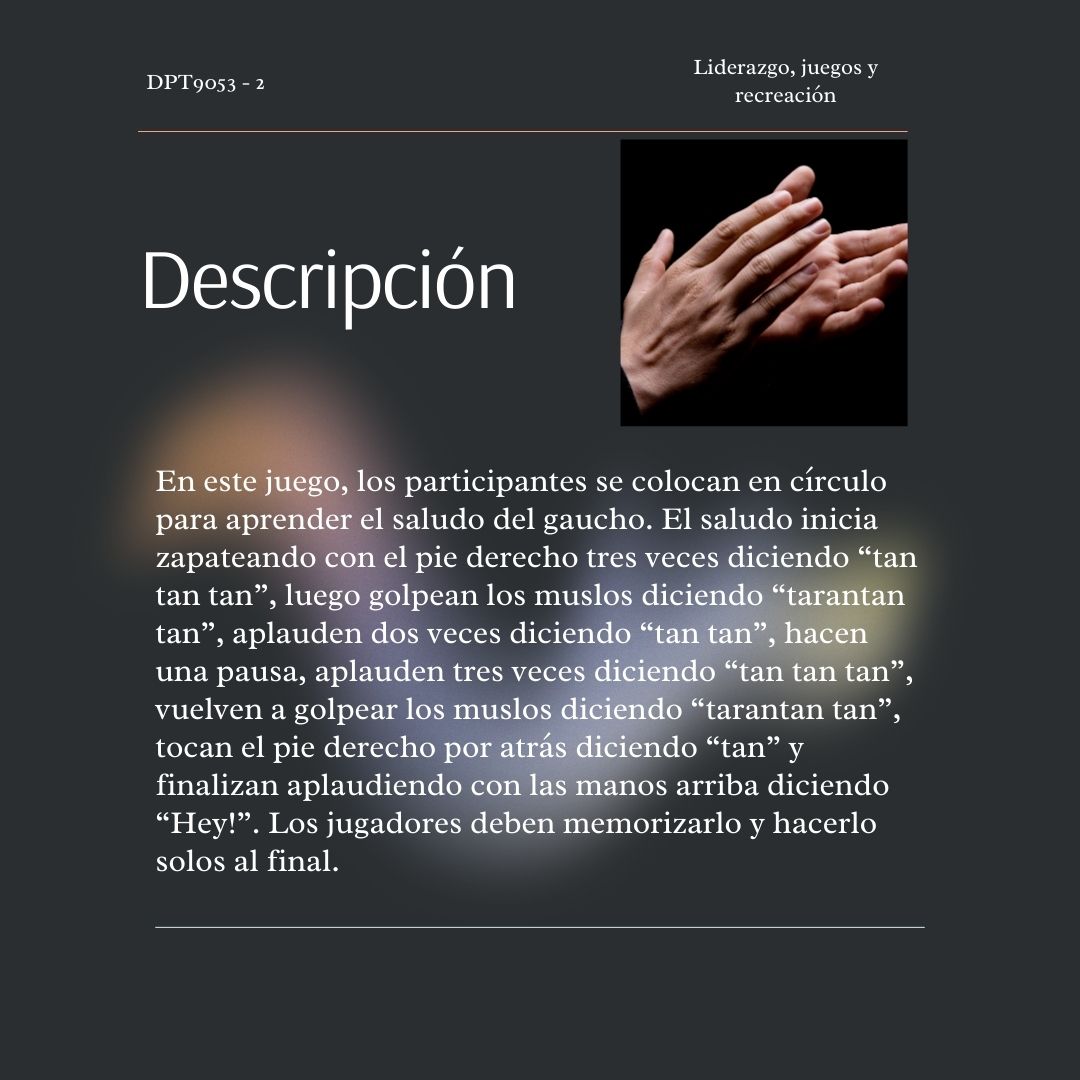 DPT9053 - 2
Liderazgo, juegos y
recreación
Descripción
En este juego, los participantes se colocan en círculo
para aprender el saludo del gaucho. El saludo inicia
zapateando con el pie derecho tres veces diciendo “tan
tan tan”, luego golpean los muslos diciendo “tarantan
tan”, aplauden dos veces diciendo “tan tan”, hacen
una pausa, aplauden tres veces diciendo “tan tan tan”,
vuelven a golpear los muslos diciendo “tarantan tan”,
tocan el pie derecho por atrás diciendo “tan” y
finalizan aplaudiendo con las manos arriba diciendo
“Hey!”. Los jugadores deben memorizarlo y hacerlo
solos al final.